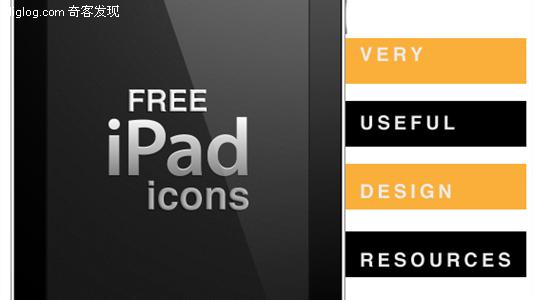 iglog.com 奇客发现
FREE
iPad
icons
VERY
USEFUL
DESIGN
RESOURCES